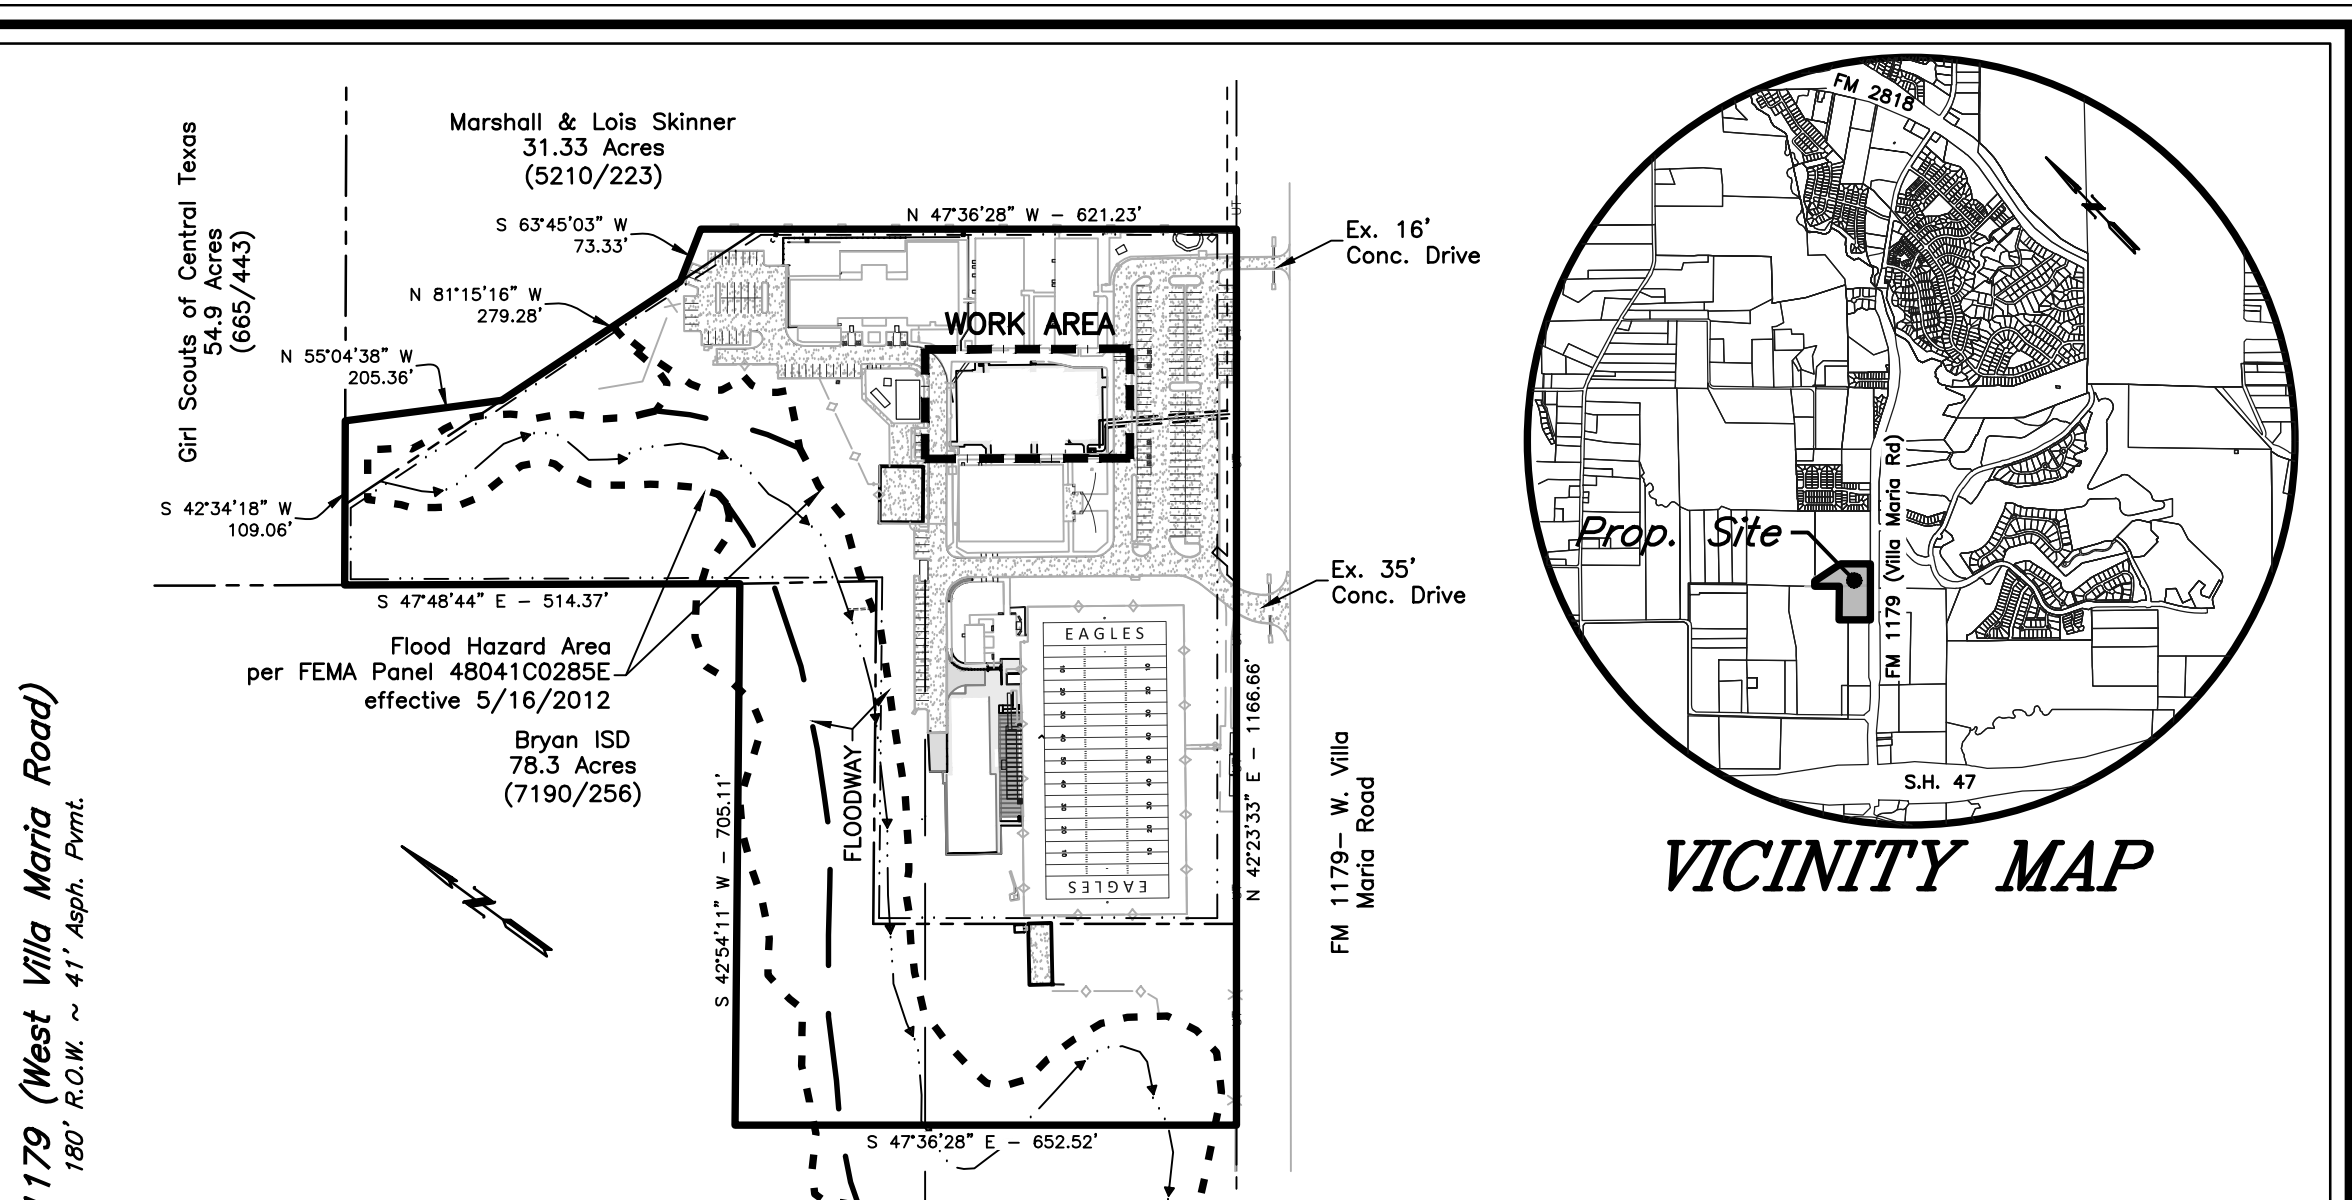 Marshall & Lois Skinner
31.33 Acres
(5210/223)
Girl Scouts of Central Texas
54.9 Acres
(665/443)
N 47°36'28" W – 621.23'
S 63°45'03" W
73.33'
N 81°15'16" W
279.28'
N 55°04'38" W
205.36'
S 42°34'18" W
109.06'
Ex. 16'
Conc. Drive
WORK AREA
Ex. 35'
Conc. Drive
S 47°48'44" E – 514.37'
Flood Hazard Area
per FEMA Panel 48041C0285E
effective 5/16/2012
Bryan ISD
78.3 Acres
(7190/256)
FLOODWAY
EAGLES
EAGLES
S 42°54'11" W – 705.11'
N 42°23'33" E – 1166.66'
FM 1179– W. Villa
Maria Road
S 47°36'28" E – 652.52'
N
1179 (West Villa Maria Road)
180' R.O.W. ~ 41' Asph. Pvmt.
FM 2818
N
Prop. Site
FM 1179 (Villa Maria Rd)
S.H. 47
VICINITY MAP